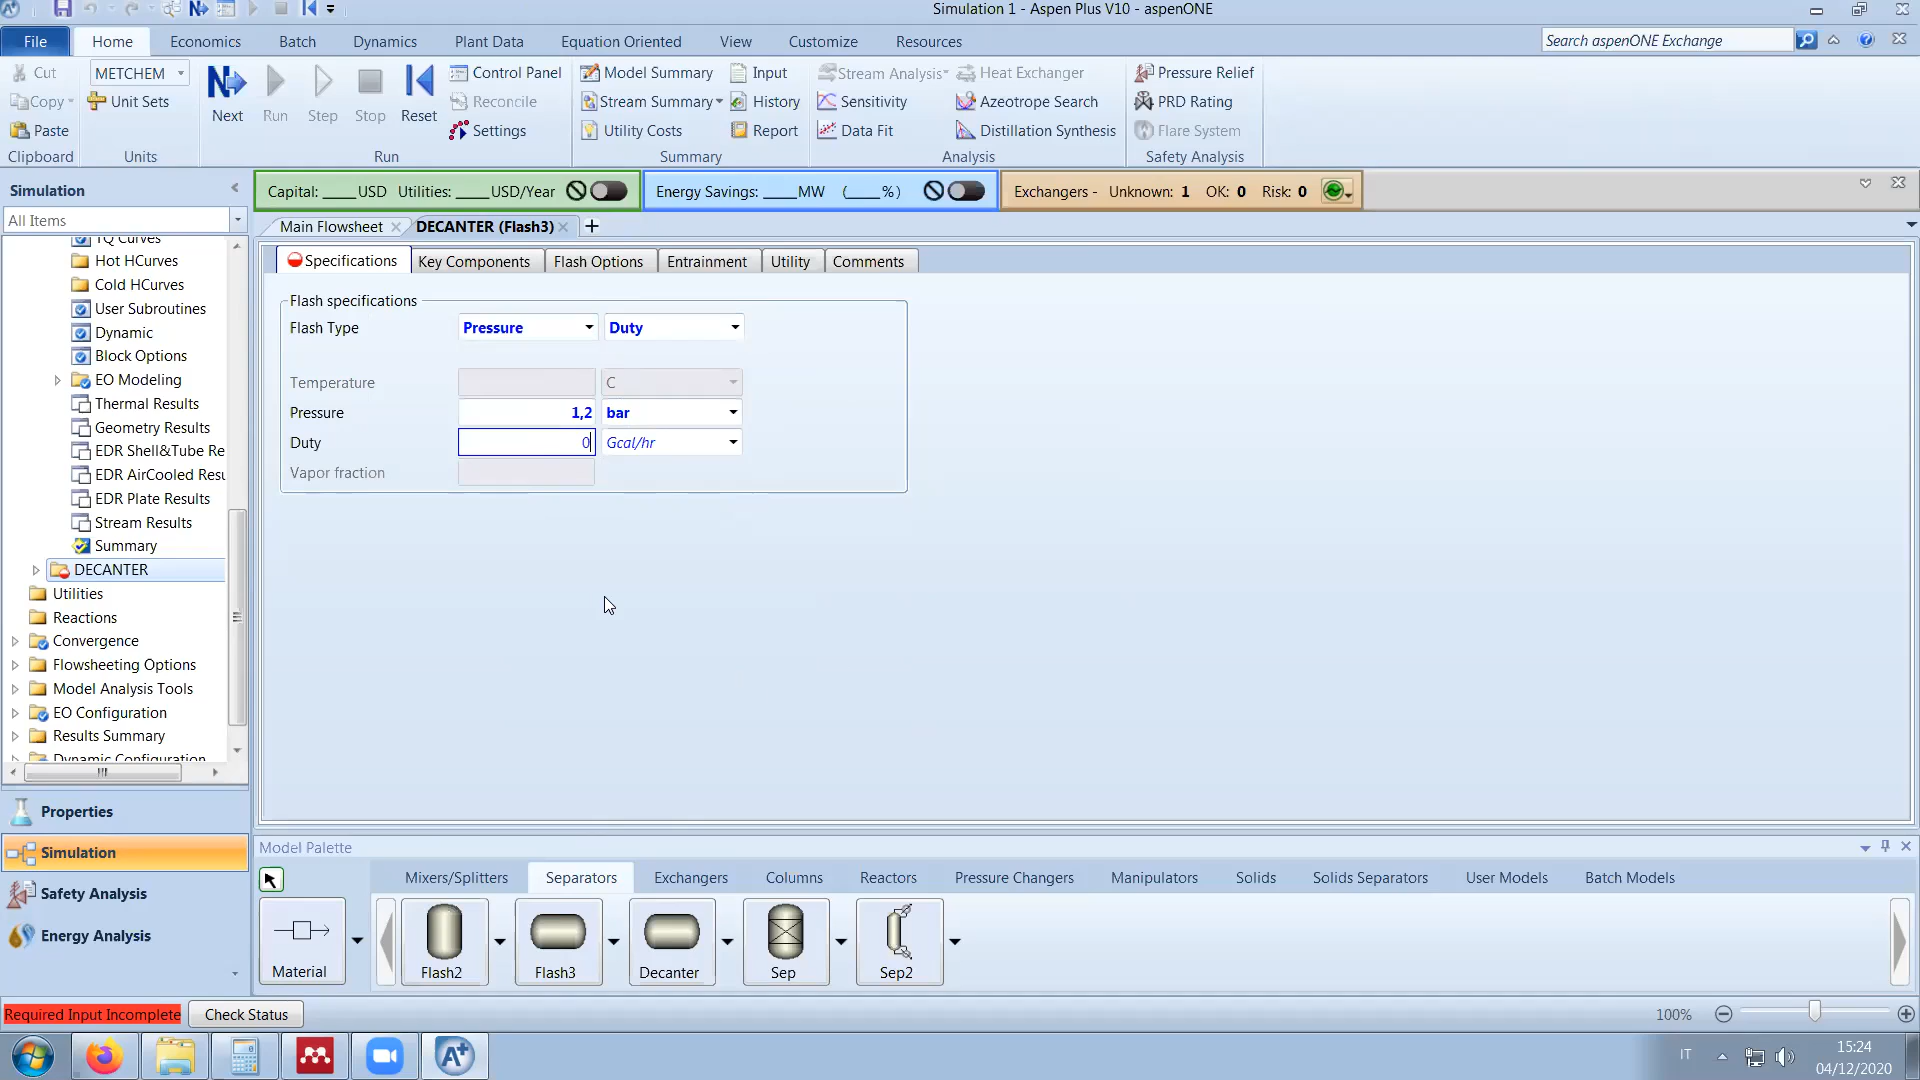 Simulation 1 - Aspen Plus V10 - aspenONE
File
Home
Economics
Batch
Dynamics
Plant Data
Equation Oriented
View
Customize
Resources
Search aspenONE Exchange
Cut
Copy
Paste
Clipboard
METCHEM
Unit Sets
Units
Next
Run
Step
Stop
Reset
Control Panel
Reconcile
Settings
Run
Model Summary
Stream Summary
Utility Costs
Input
History
Report
Summary
Stream Analysis
Sensitivity
Data Fit
Heat Exchanger
Azeotrope Search
Distillation Synthesis
Analysis
Pressure Relief
PRD Rating
Flare System
Safety Analysis
Simulation
All Items
Capital: ____USD Utilities: ____USD/Year
Energy Savings: ____MW (____%)
Exchangers - Unknown: 1 OK: 0 Risk: 0
Main Flowsheet
DECANTER (Flash3)
TQ Curves
Hot HCurves
Cold HCurves
User Subroutines
Dynamic
Block Options
EO Modeling
Thermal Results
Geometry Results
EDR Shell&Tube Re
EDR AirCooled Resu
EDR Plate Results
Stream Results
Summary
DECANTER
Utilities
Reactions
Convergence
Flowsheeting Options
Model Analysis Tools
EO Configuration
Results Summary
Dynamic Configuration
Properties
Simulation
Safety Analysis
Energy Analysis
Specifications
Key Components
Flash Options
Entrainment
Utility
Comments
Flash specifications
Flash Type Pressure Duty
Temperature C
Pressure 1,2 bar
Duty 0 Gcal/hr
Vapor fraction
Model Palette
Mixers/Splitters
Separators
Exchangers
Columns
Reactors
Pressure Changers
Manipulators
Solids
Solids Separators
User Models
Batch Models
Material
Flash2
Flash3
Decanter
Sep
Sep2
Required Input Incomplete
Check Status
100%
IT
15:24
04/12/2020